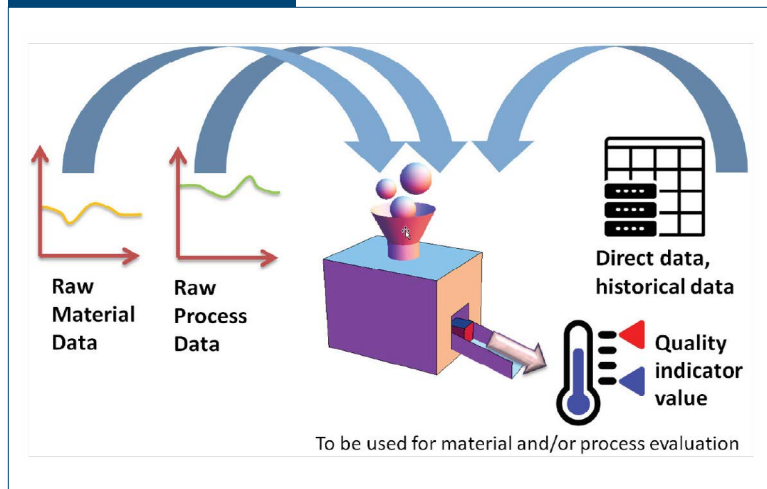 Raw
Material
Data
Raw
Process
Data
Direct data,
historical data
Quality
indicator
value
To be used for material and/or process evaluation